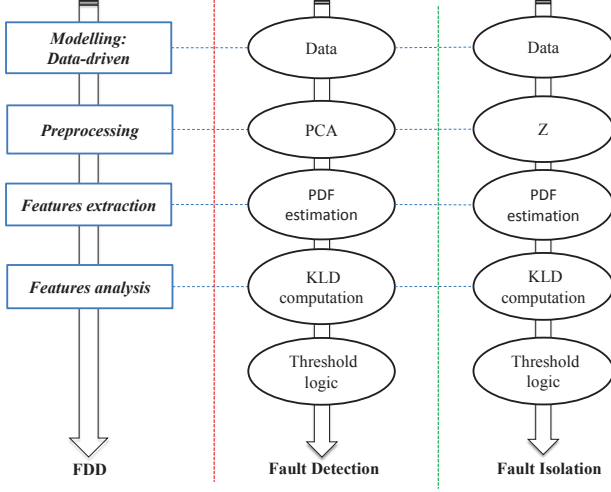 Modelling:
Data-driven
Data
Data
Preprocessing
PCA
Z
Features extraction
PDF
estimation
PDF
estimation
Features analysis
KLD
computation
KLD
computation
Threshold
logic
Threshold
logic
FDD
Fault Detection
Fault Isolation